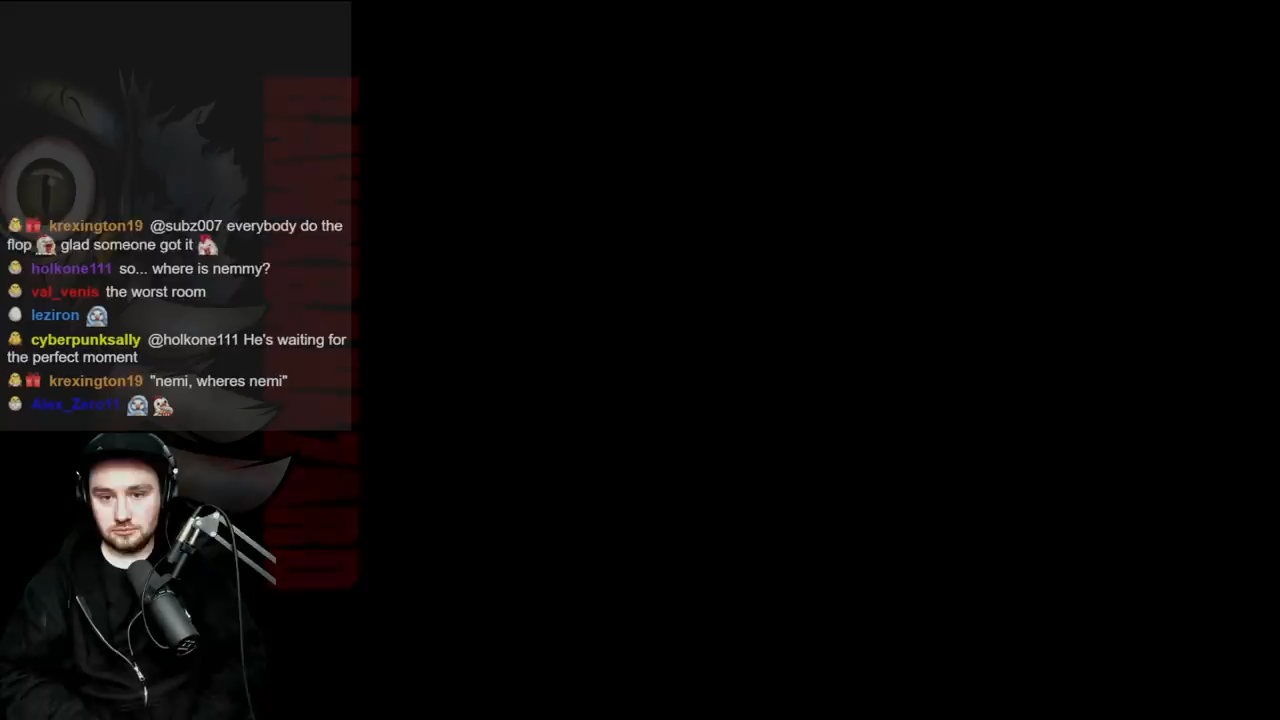 krexington19 @subz007 everybody do the
flop glad someone got it
holkone111 so... where is nemmy?
val_venis the worst room
leziron
cyberpunksally @holkone111 He's waiting for
the perfect moment
krexington19 "nemi, wheres nemi"
Alex_Zero11